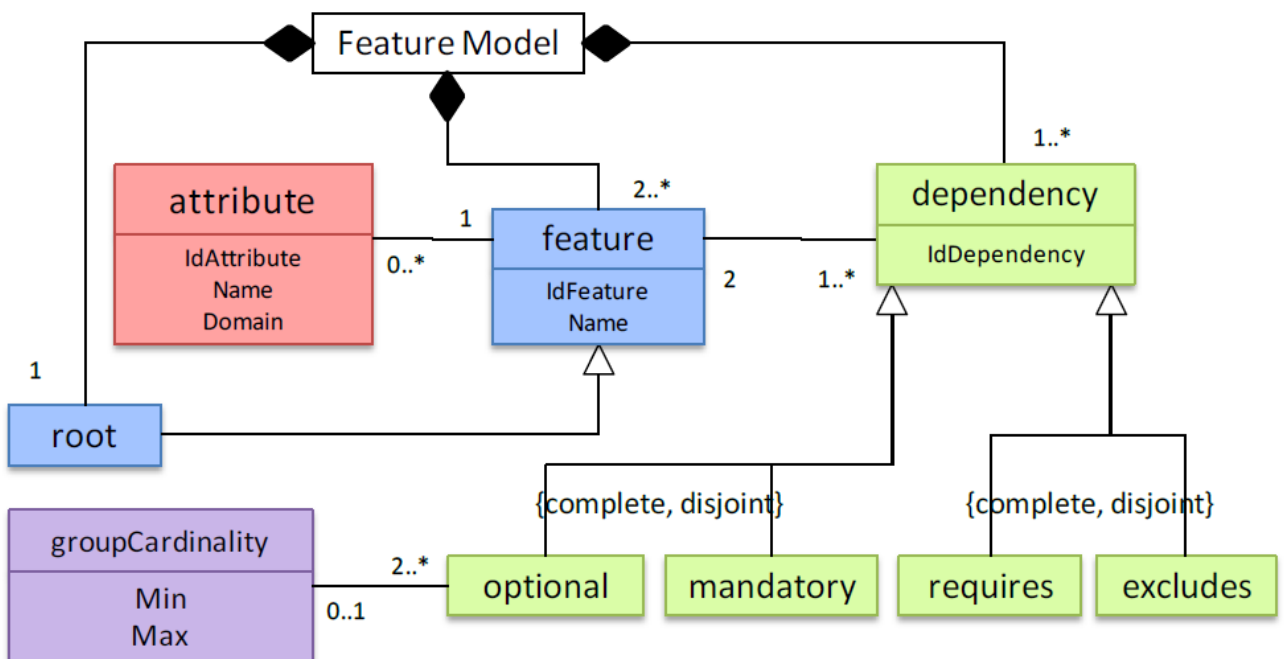 Feature Model
1..*
attribute
IdAttribute
Name
Domain
1
0..*
2..*
feature
IdFeature
Name
2
1..*
dependency
IdDependency
1
root
{complete, disjoint}
{complete, disjoint}
groupCardinality
Min
Max
2..*
0..1
optional
mandatory
requires
excludes